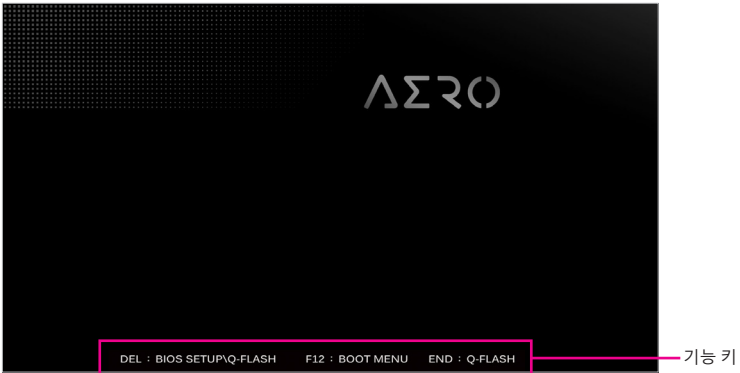 AERO
DEL : BIOS SETUP\Q-FLASH F12 : BOOT MENU END : Q-FLASH
기능 키